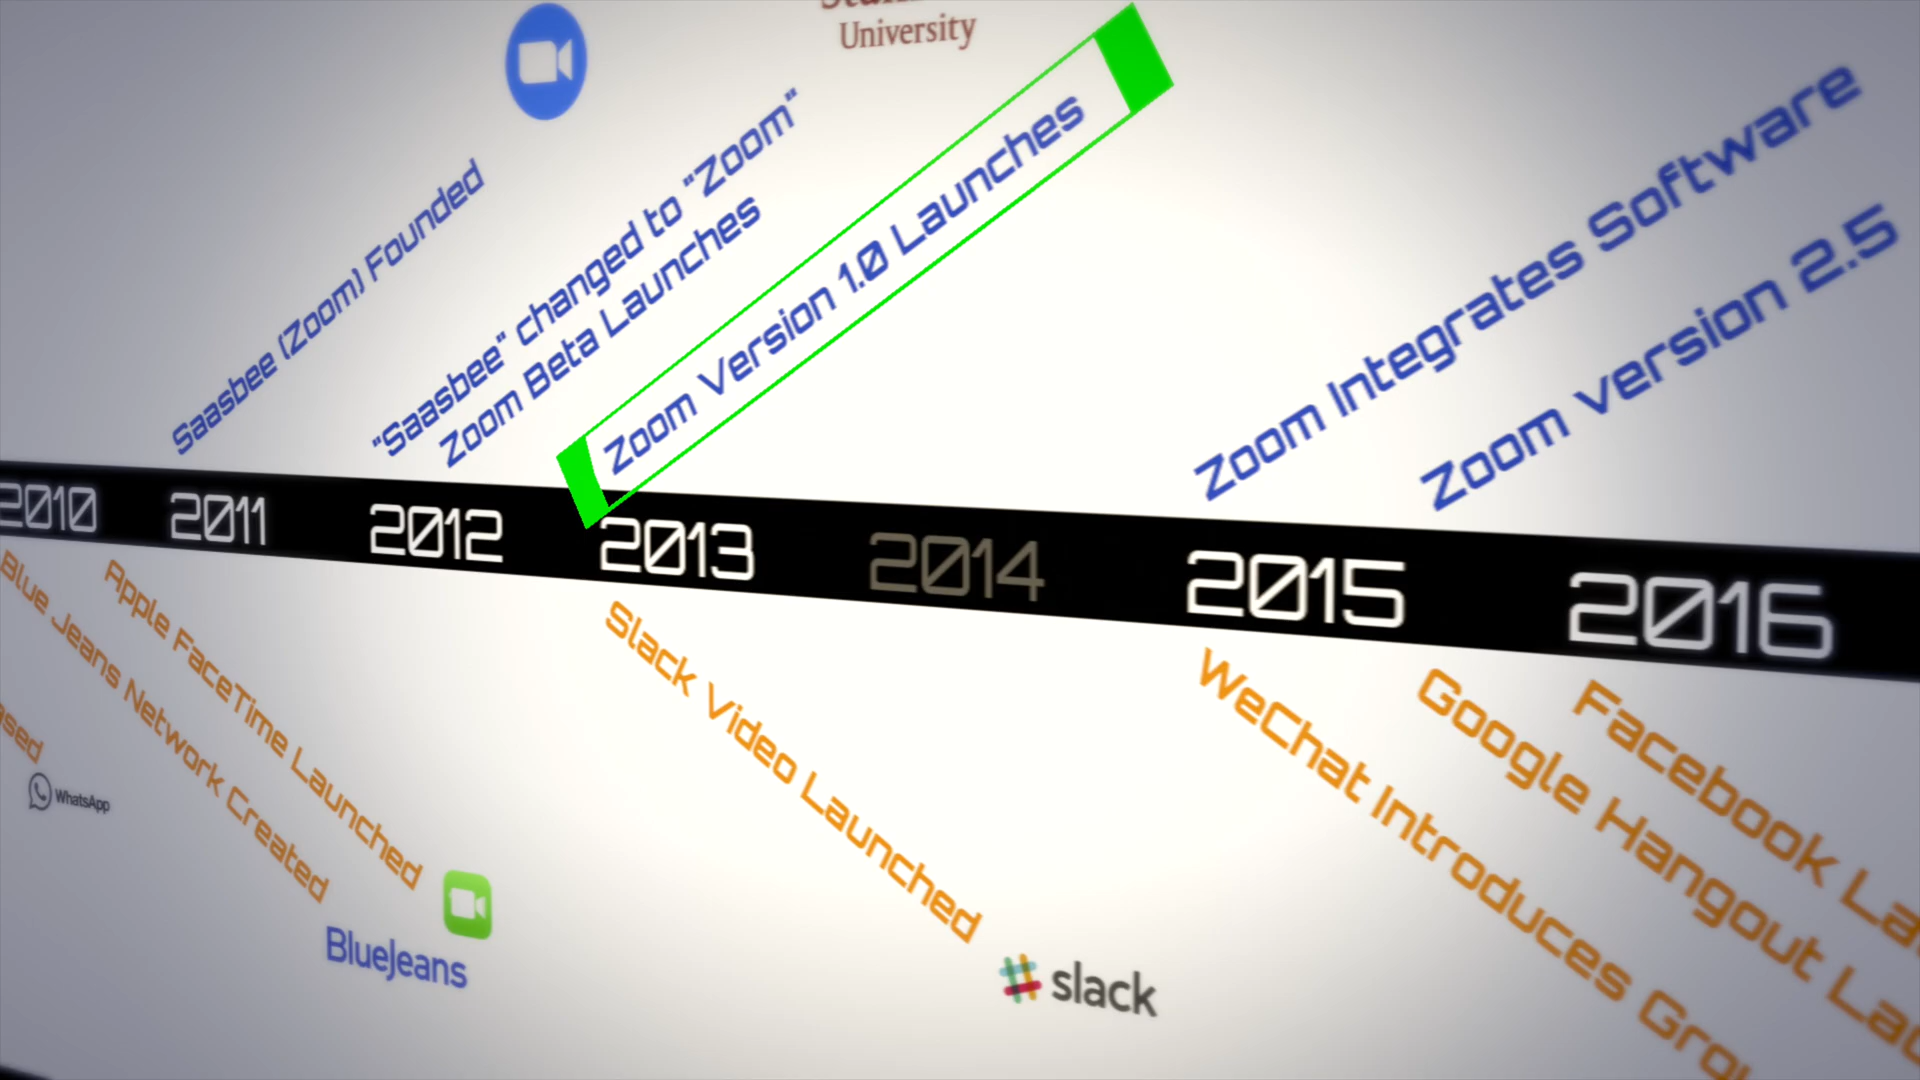 University
Saasbee (Zoom) Founded
"Saasbee" changed to "Zoom"
Zoom Beta Launches
Zoom Version 1.0 Launches
Zoom Integrates Software
Zoom version 2.5
2010
2011
2012
2013
2014
2015
2016
Blue Jeans Network Created
Apple FaceTime Launched
Slack Video Launched
WeChat Introduces
Google Hangout
Facebook
WhatsApp
BlueJeans
slack